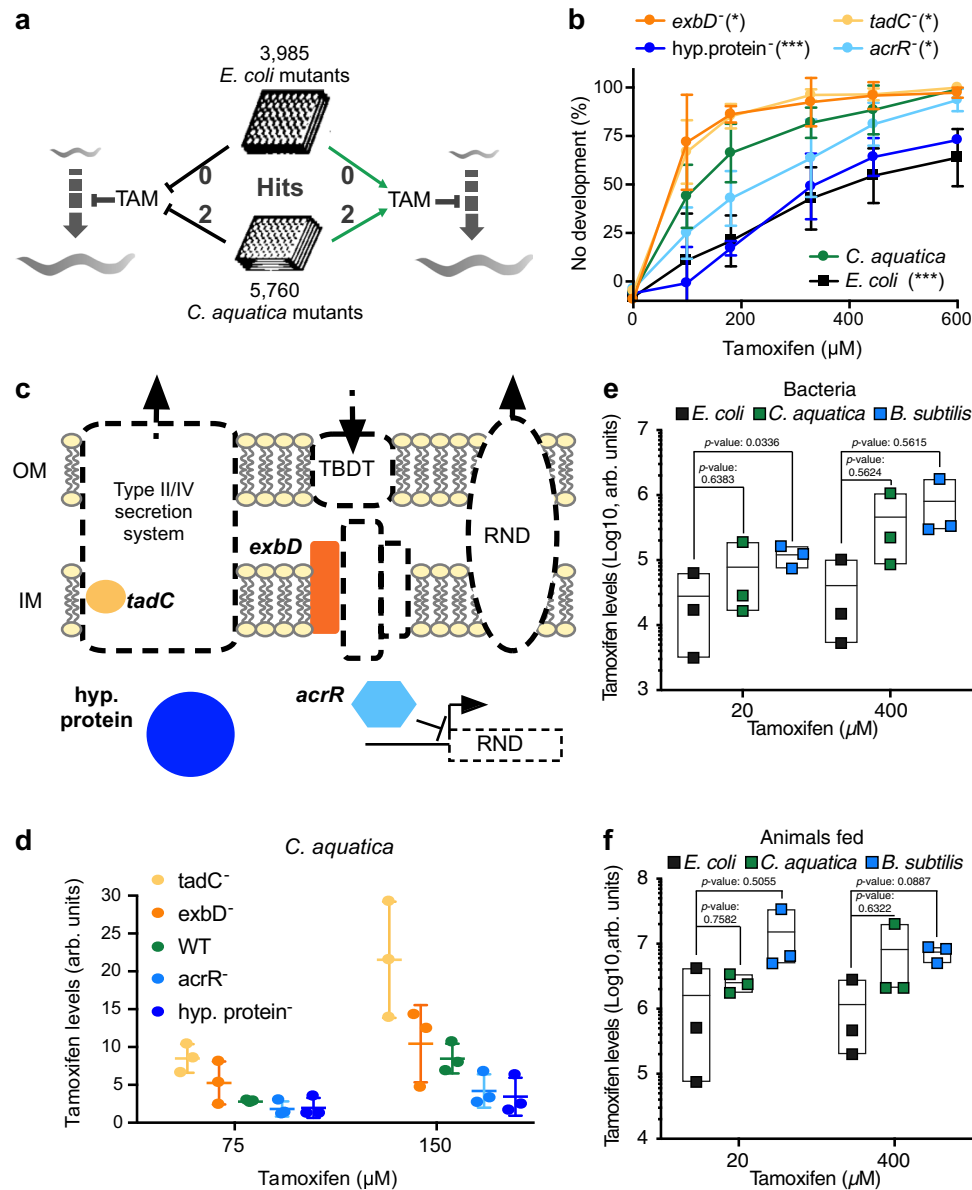 a
3,985
E. coli mutants
TAM
0
0
Hits
2
2
TAM
5,760
C. aquatica mutants
b
exbD⁻(*)
tadC⁻(*)
hyp.protein⁻(***)
acrR⁻(*)
No development (%)
100
75
50
25
0
C. aquatica
E. coli (***)
0
200
400
600
Tamoxifen (µM)
c
OM
IM
Type II/IV
secretion
system
tadC
TBDT
exbD
RND
hyp.
protein
acrR
RND
d
C. aquatica
Tamoxifen levels (arb. units)
30
25
20
15
10
5
0
tadC⁻
exbD⁻
WT
acrR⁻
hyp. protein⁻
75
150
Tamoxifen (µM)
e
Bacteria
E. coli
C. aquatica
B. subtilis
Tamoxifen levels (Log10, arb. units)
7
6
5
4
3
p-value: 0.0336
p-value:
0.6383
p-value: 0.5615
p-value:
0.5624
20
400
Tamoxifen (µM)
f
Animals fed
E. coli
C. aquatica
B. subtilis
Tamoxifen levels (Log10,arb. units)
8
7
6
5
4
p-value: 0.5055
p-value:
0.7582
p-value: 0.0887
p-value:
0.6322
20
400
Tamoxifen (µM)